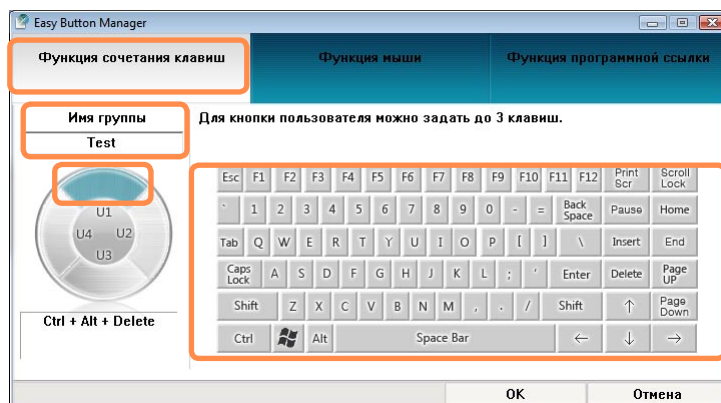 Easy Button Manager
Функция сочетания клавиш Функция мыши Функция программной ссылки
Имя группы
Test
Для кнопки пользователя можно задать до 3 клавиш.
U1
U4 U2
U3
Ctrl + Alt + Delete
Esc F1 F2 F3 F4 F5 F6 F7 F8 F9 F10 F11 F12 Print Scr Scroll Lock
` 1 2 3 4 5 6 7 8 9 0 - = Back Space Pause Home
Tab Q W E R T Y U I O P [ ] \ Insert End
Caps Lock A S D F G H J K L ; ' Enter Delete Page UP
Shift Z X C V B N M , . / Shift ↑ Page Down
Ctrl Alt Space Bar ← ↓ →
OK Отмена